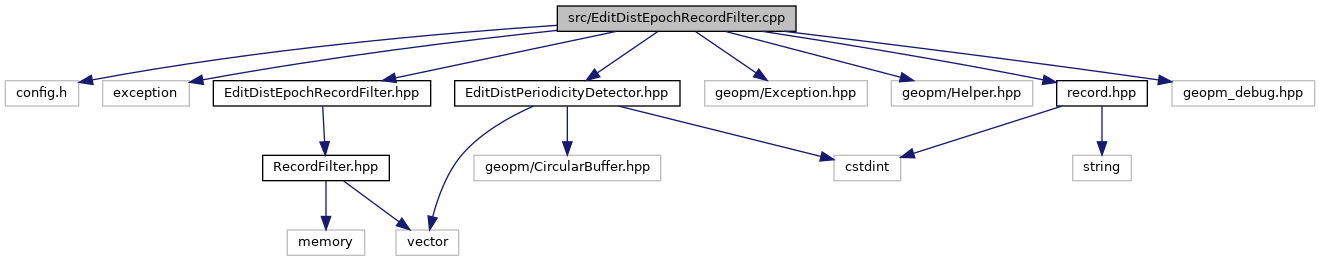 src/EditDistEpochRecordFilter.cpp
config.h
exception
EditDistEpochRecordFilter.hpp
EditDistPeriodicityDetector.hpp
geopm/Exception.hpp
geopm/Helper.hpp
record.hpp
geopm_debug.hpp
RecordFilter.hpp
geopm/CircularBuffer.hpp
cstdint
string
memory
vector